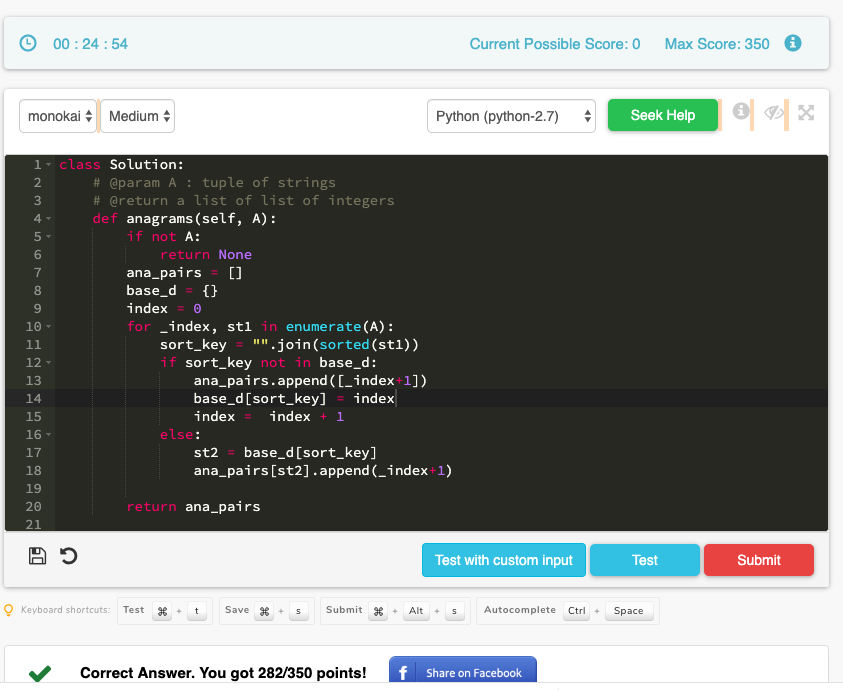 00 : 24 : 54 Current Possible Score: 0 Max Score: 350
monokai Medium Python (python-2.7) Seek Help
1 class Solution:
2     # @param A : tuple of strings
3     # @return a list of list of integers
4     def anagrams(self, A):
5         if not A:
6             return None
7         ana_pairs = []
8         base_d = {}
9         index = 0
10         for _index, st1 in enumerate(A):
11             sort_key = "".join(sorted(st1))
12             if sort_key not in base_d:
13                 ana_pairs.append([_index+1])
14                 base_d[sort_key] = index
15                 index =  index + 1
16             else:
17                 st2 = base_d[sort_key]
18                 ana_pairs[st2].append(_index+1)
19
20         return ana_pairs
21
Test with custom input Test Submit
Keyboard shortcuts: Test ⌘ + t Save ⌘ + s Submit ⌘ + Alt + s Autocomplete Ctrl + Space
Correct Answer. You got 282/350 points! f Share on Facebook